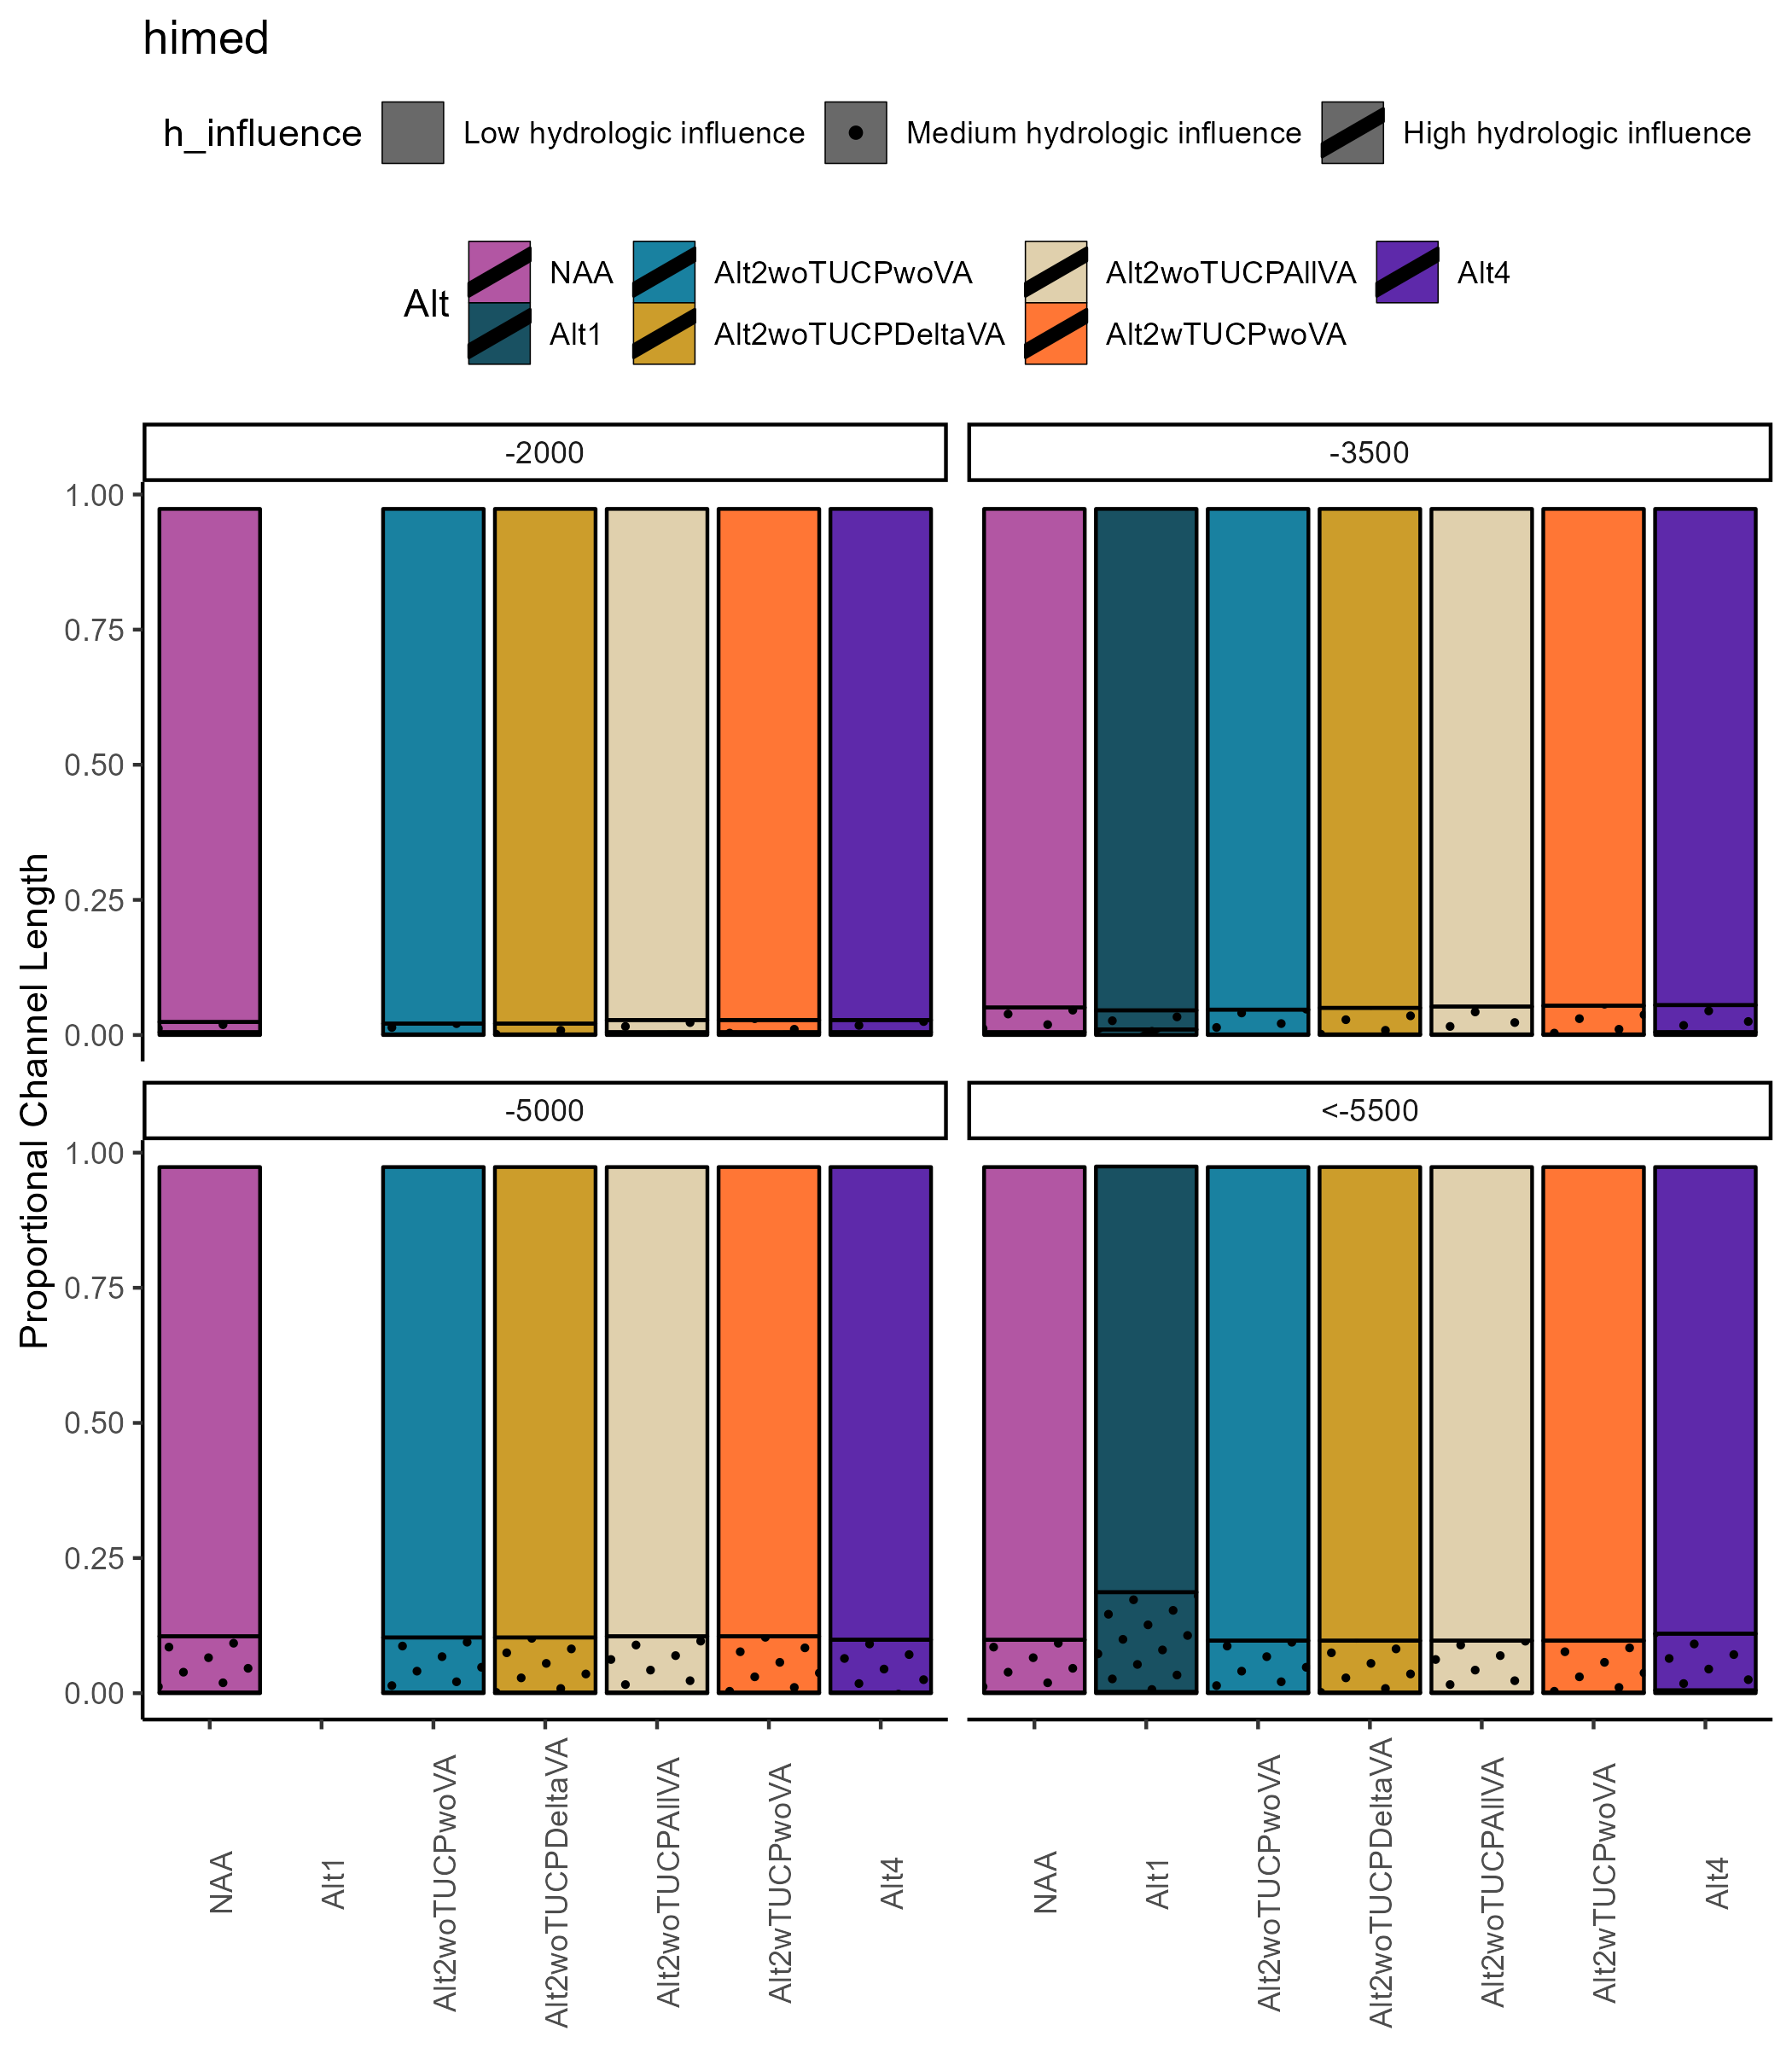 himed
h_influence Low hydrologic influence Medium hydrologic influence High hydrologic influence
Alt NAA Alt2woTUCPwoVA Alt2woTUCPAllVA Alt4
Alt1 Alt2woTUCPDeltaVA Alt2wTUCPwoVA
-2000 -3500
1.00
0.75
0.50
0.25
0.00
Proportional Channel Length
-5000 <-5500
1.00
0.75
0.50
0.25
0.00
NAA Alt1 Alt2woTUCPwoVA Alt2woTUCPDeltaVA Alt2woTUCPAllVA Alt2wTUCPwoVA Alt4 NAA Alt1 Alt2woTUCPwoVA Alt2woTUCPDeltaVA Alt2woTUCPAllVA Alt2wTUCPwoVA Alt4